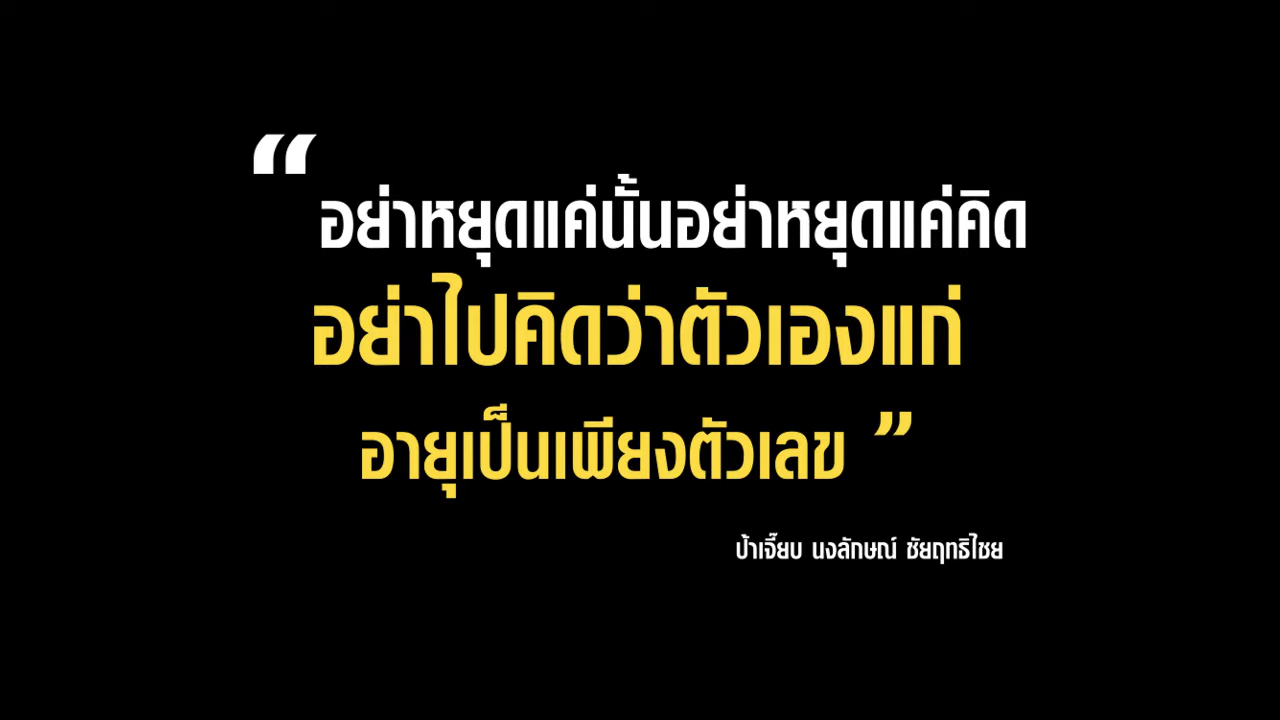 “อย่าหยุดแค่นั้นอย่าหยุดแค่คิด
อย่าไปคิดว่าตัวเองแก่
อายุเป็นเพียงตัวเลข ”
ป้าเจี๊ยบ นงลักษณ์ ชัยฤทธิไชย